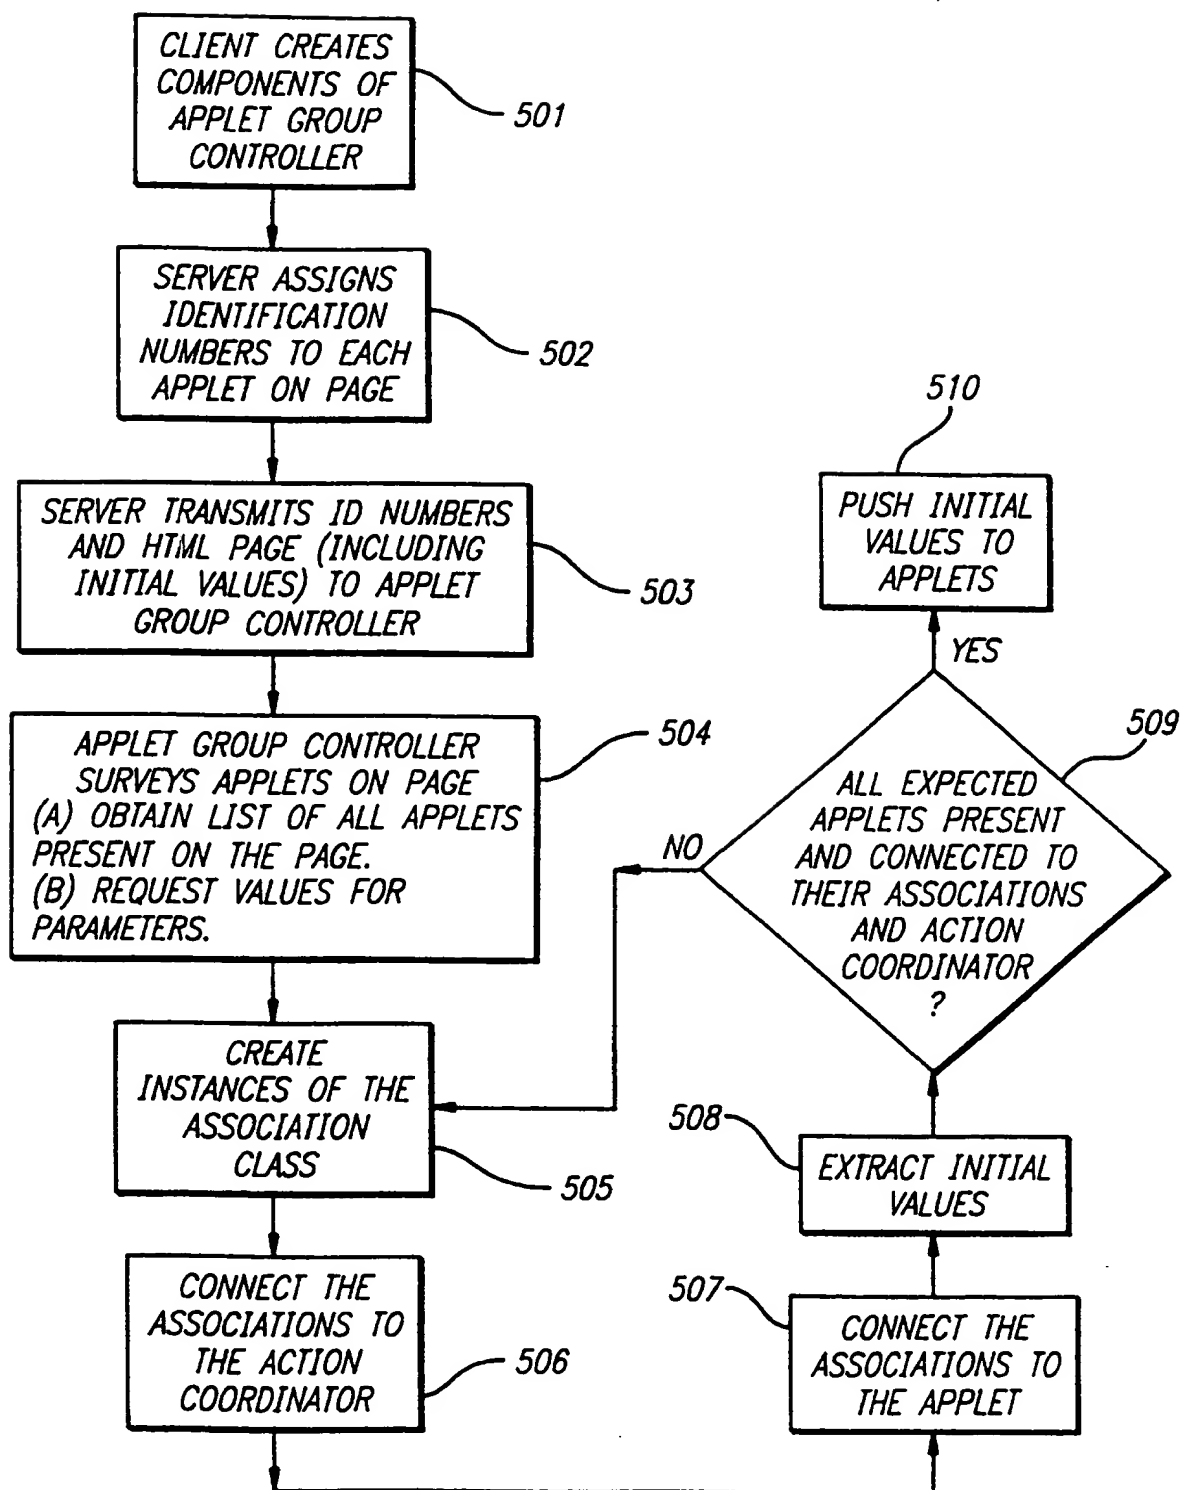 CLIENT CREATES
COMPONENTS OF
APPLET GROUP
CONTROLLER
501
SERVER ASSIGNS
IDENTIFICATION
NUMBERS TO EACH
APPLET ON PAGE
502
SERVER TRANSMITS ID NUMBERS
AND HTML PAGE (INCLUDING
INITIAL VALUES) TO APPLET
GROUP CONTROLLER
503
APPLET GROUP CONTROLLER
SURVEYS APPLETS ON PAGE
(A) OBTAIN LIST OF ALL APPLETS
PRESENT ON THE PAGE.
(B) REQUEST VALUES FOR
PARAMETERS.
504
CREATE
INSTANCES OF THE
ASSOCIATION
CLASS
505
CONNECT THE
ASSOCIATIONS TO
THE ACTION
COORDINATOR
506
507
CONNECT THE
ASSOCIATIONS TO
THE APPLET
508
EXTRACT INITIAL
VALUES
509
ALL EXPECTED
APPLETS PRESENT
AND CONNECTED TO
THEIR ASSOCIATIONS
AND ACTION
COORDINATOR
?
NO
YES
510
PUSH INITIAL
VALUES TO
APPLETS